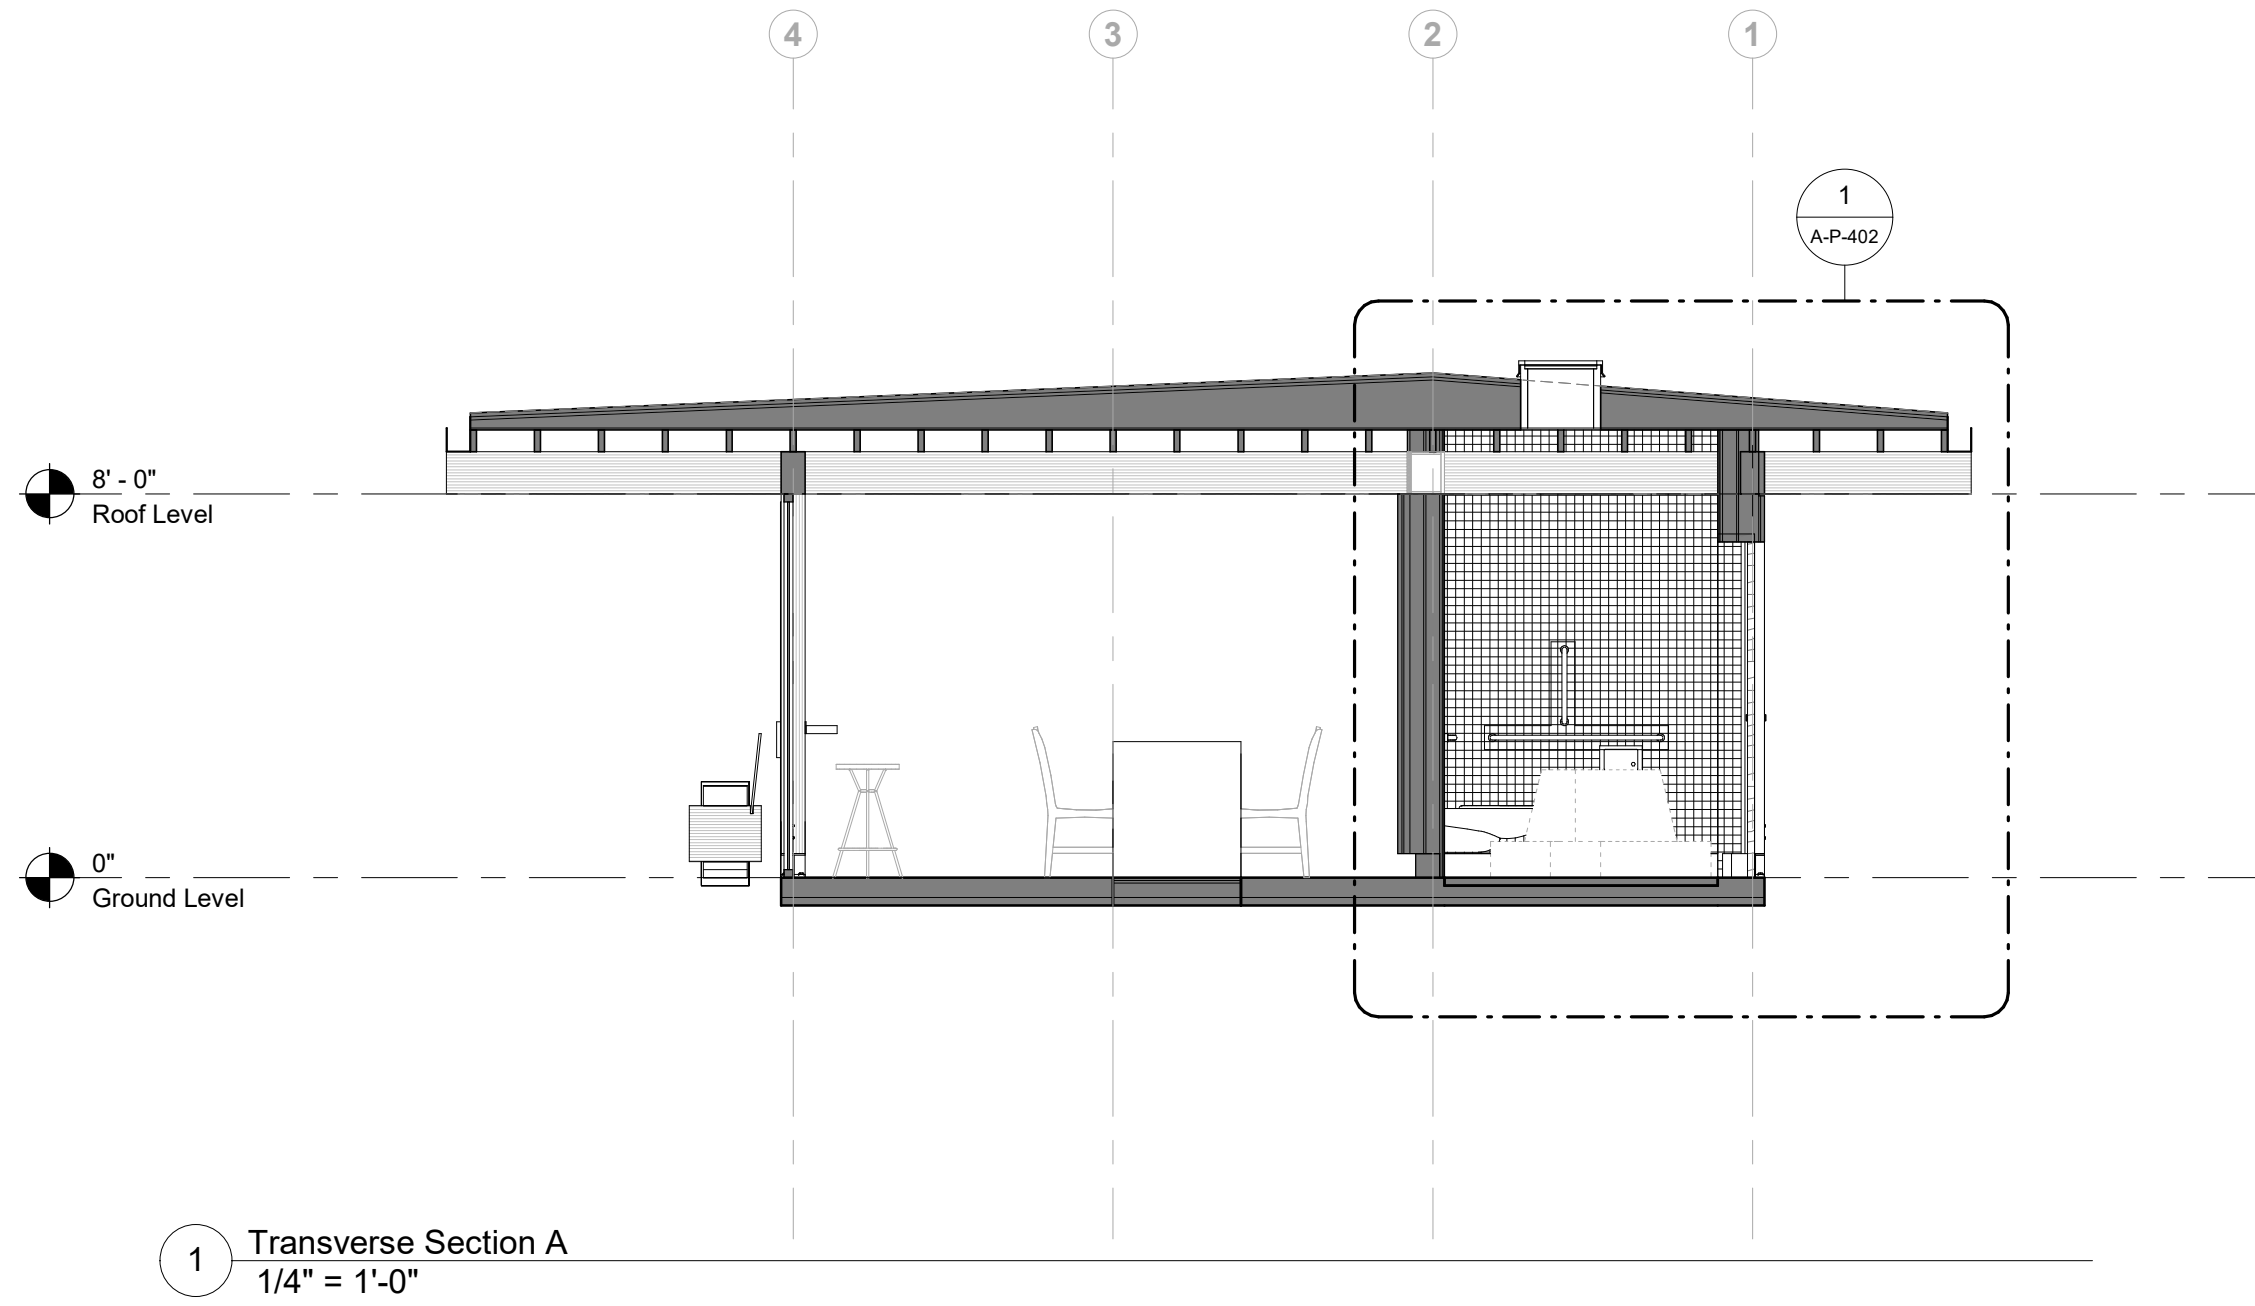 4
3
2
1
1
A-P-402
8' - 0"
Roof Level
0"
Ground Level
1
Transverse Section A
1/4" = 1'-0"